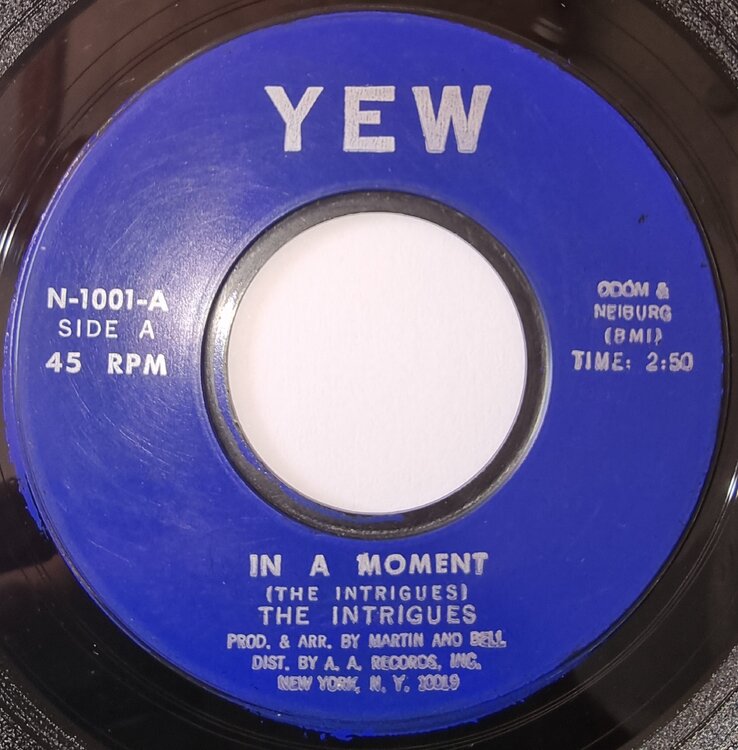 YEW
N-1001-A
SIDE A
45 RPM
ODOM &
NEIBURG
(BMI)
TIME: 2:50
IN A MOMENT
(THE INTRIGUES)
THE INTRIGUES
PROD. & ARR. BY MARTIN AND BELL
DIST. BY A. A. RECORDS, INC.
NEW YORK, N. Y. 10019